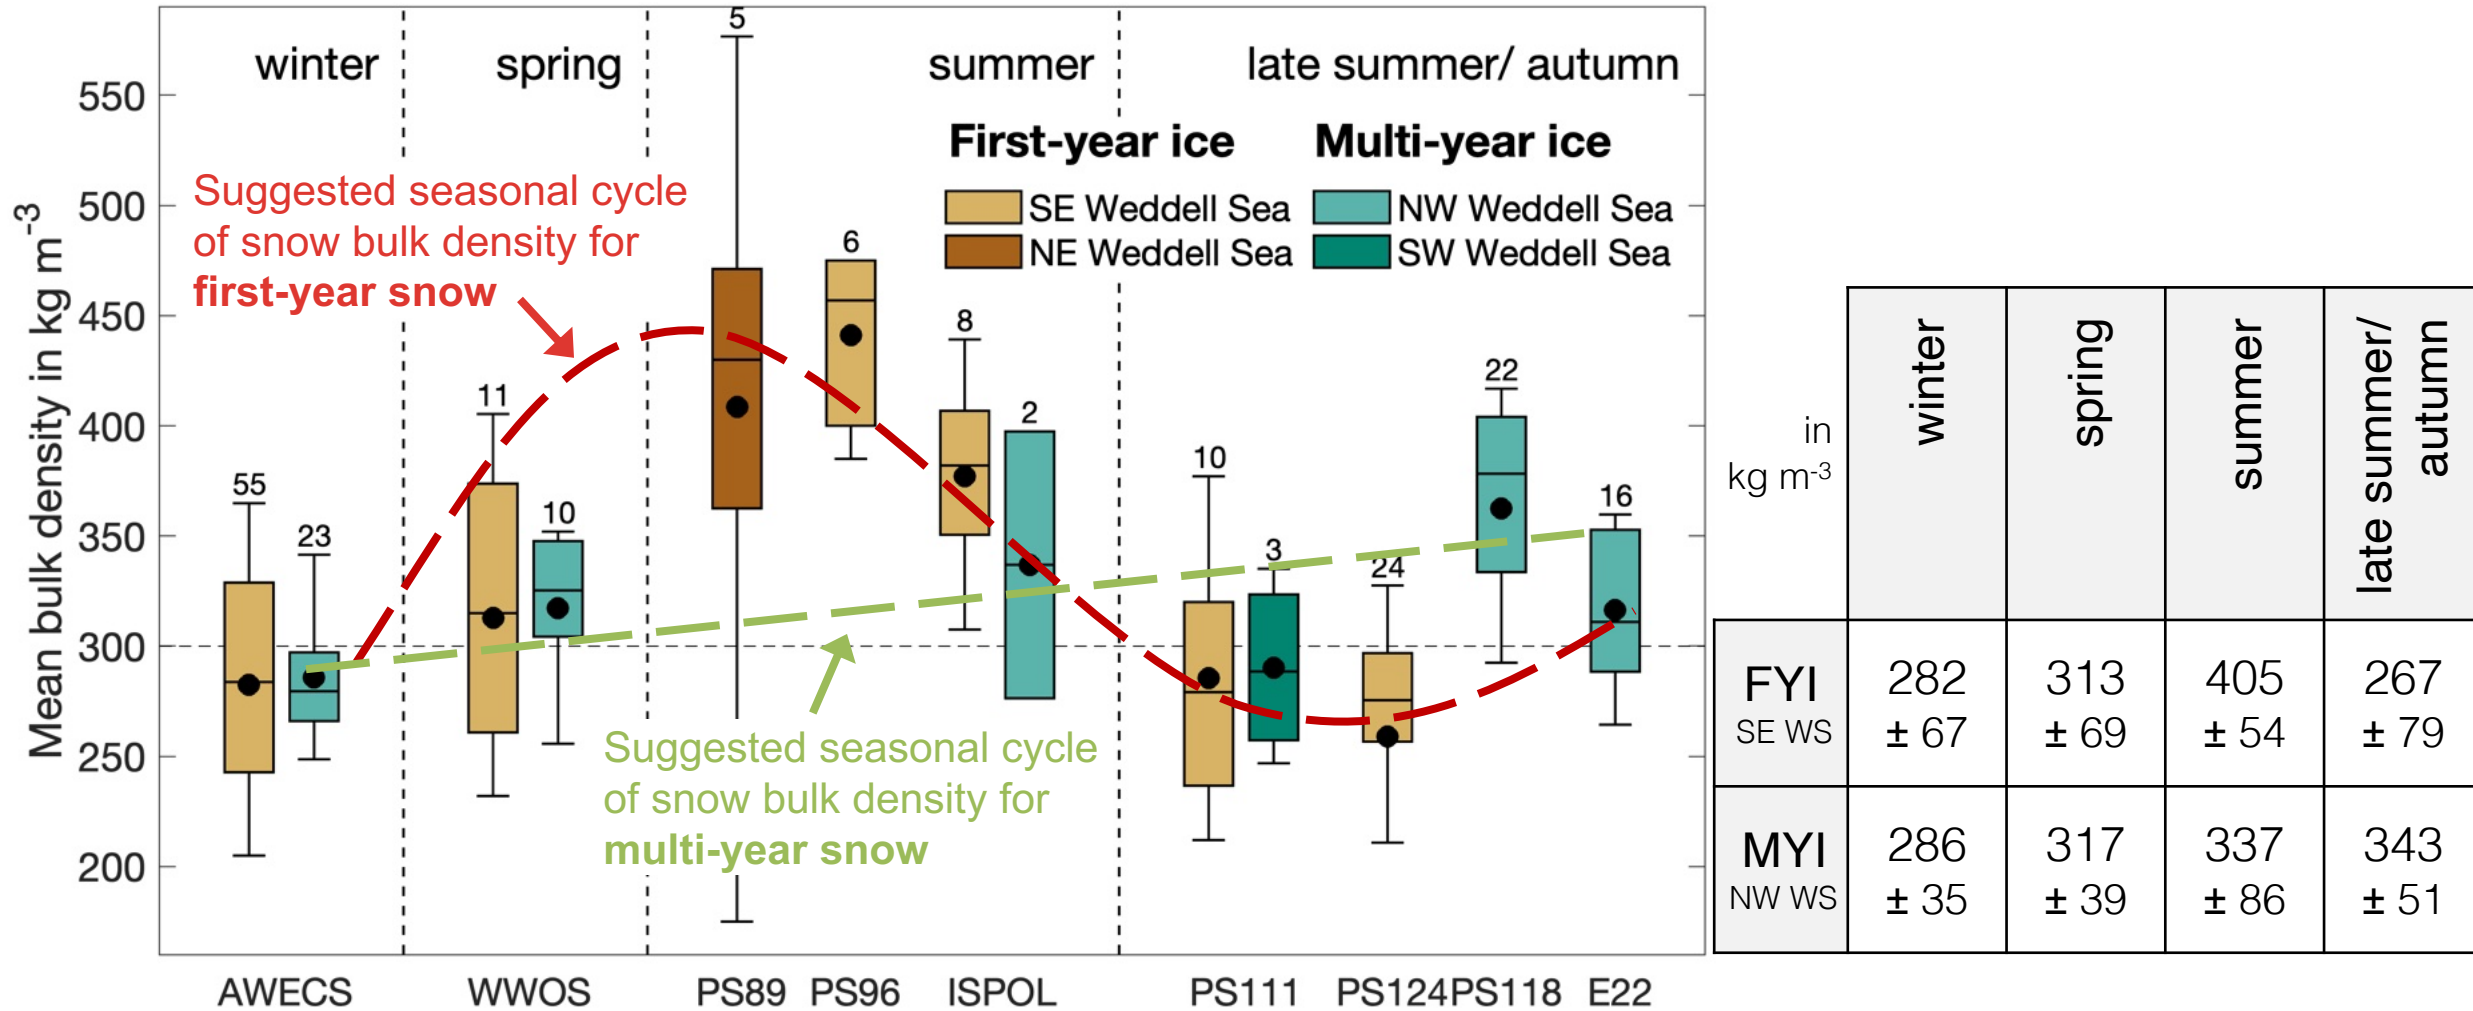 winter
spring
summer
late summer/ autumn
First-year ice
Multi-year ice
SE Weddell Sea
NW Weddell Sea
NE Weddell Sea
SW Weddell Sea
Suggested seasonal cycle
of snow bulk density for
first-year snow
Suggested seasonal cycle
of snow bulk density for
multi-year snow
Mean bulk density in kg m⁻³
550
500
450
400
350
300
250
200
55
23
11
10
5
6
8
2
10
3
24
22
16
AWECS
WWOS
PS89
PS96
ISPOL
PS111
PS124
PS118
E22
in
kg m⁻³
winter
spring
summer
late summer/
autumn
FYI
SE WS
282
± 67
313
± 69
405
± 54
267
± 79
MYI
NW WS
286
± 35
317
± 39
337
± 86
343
± 51